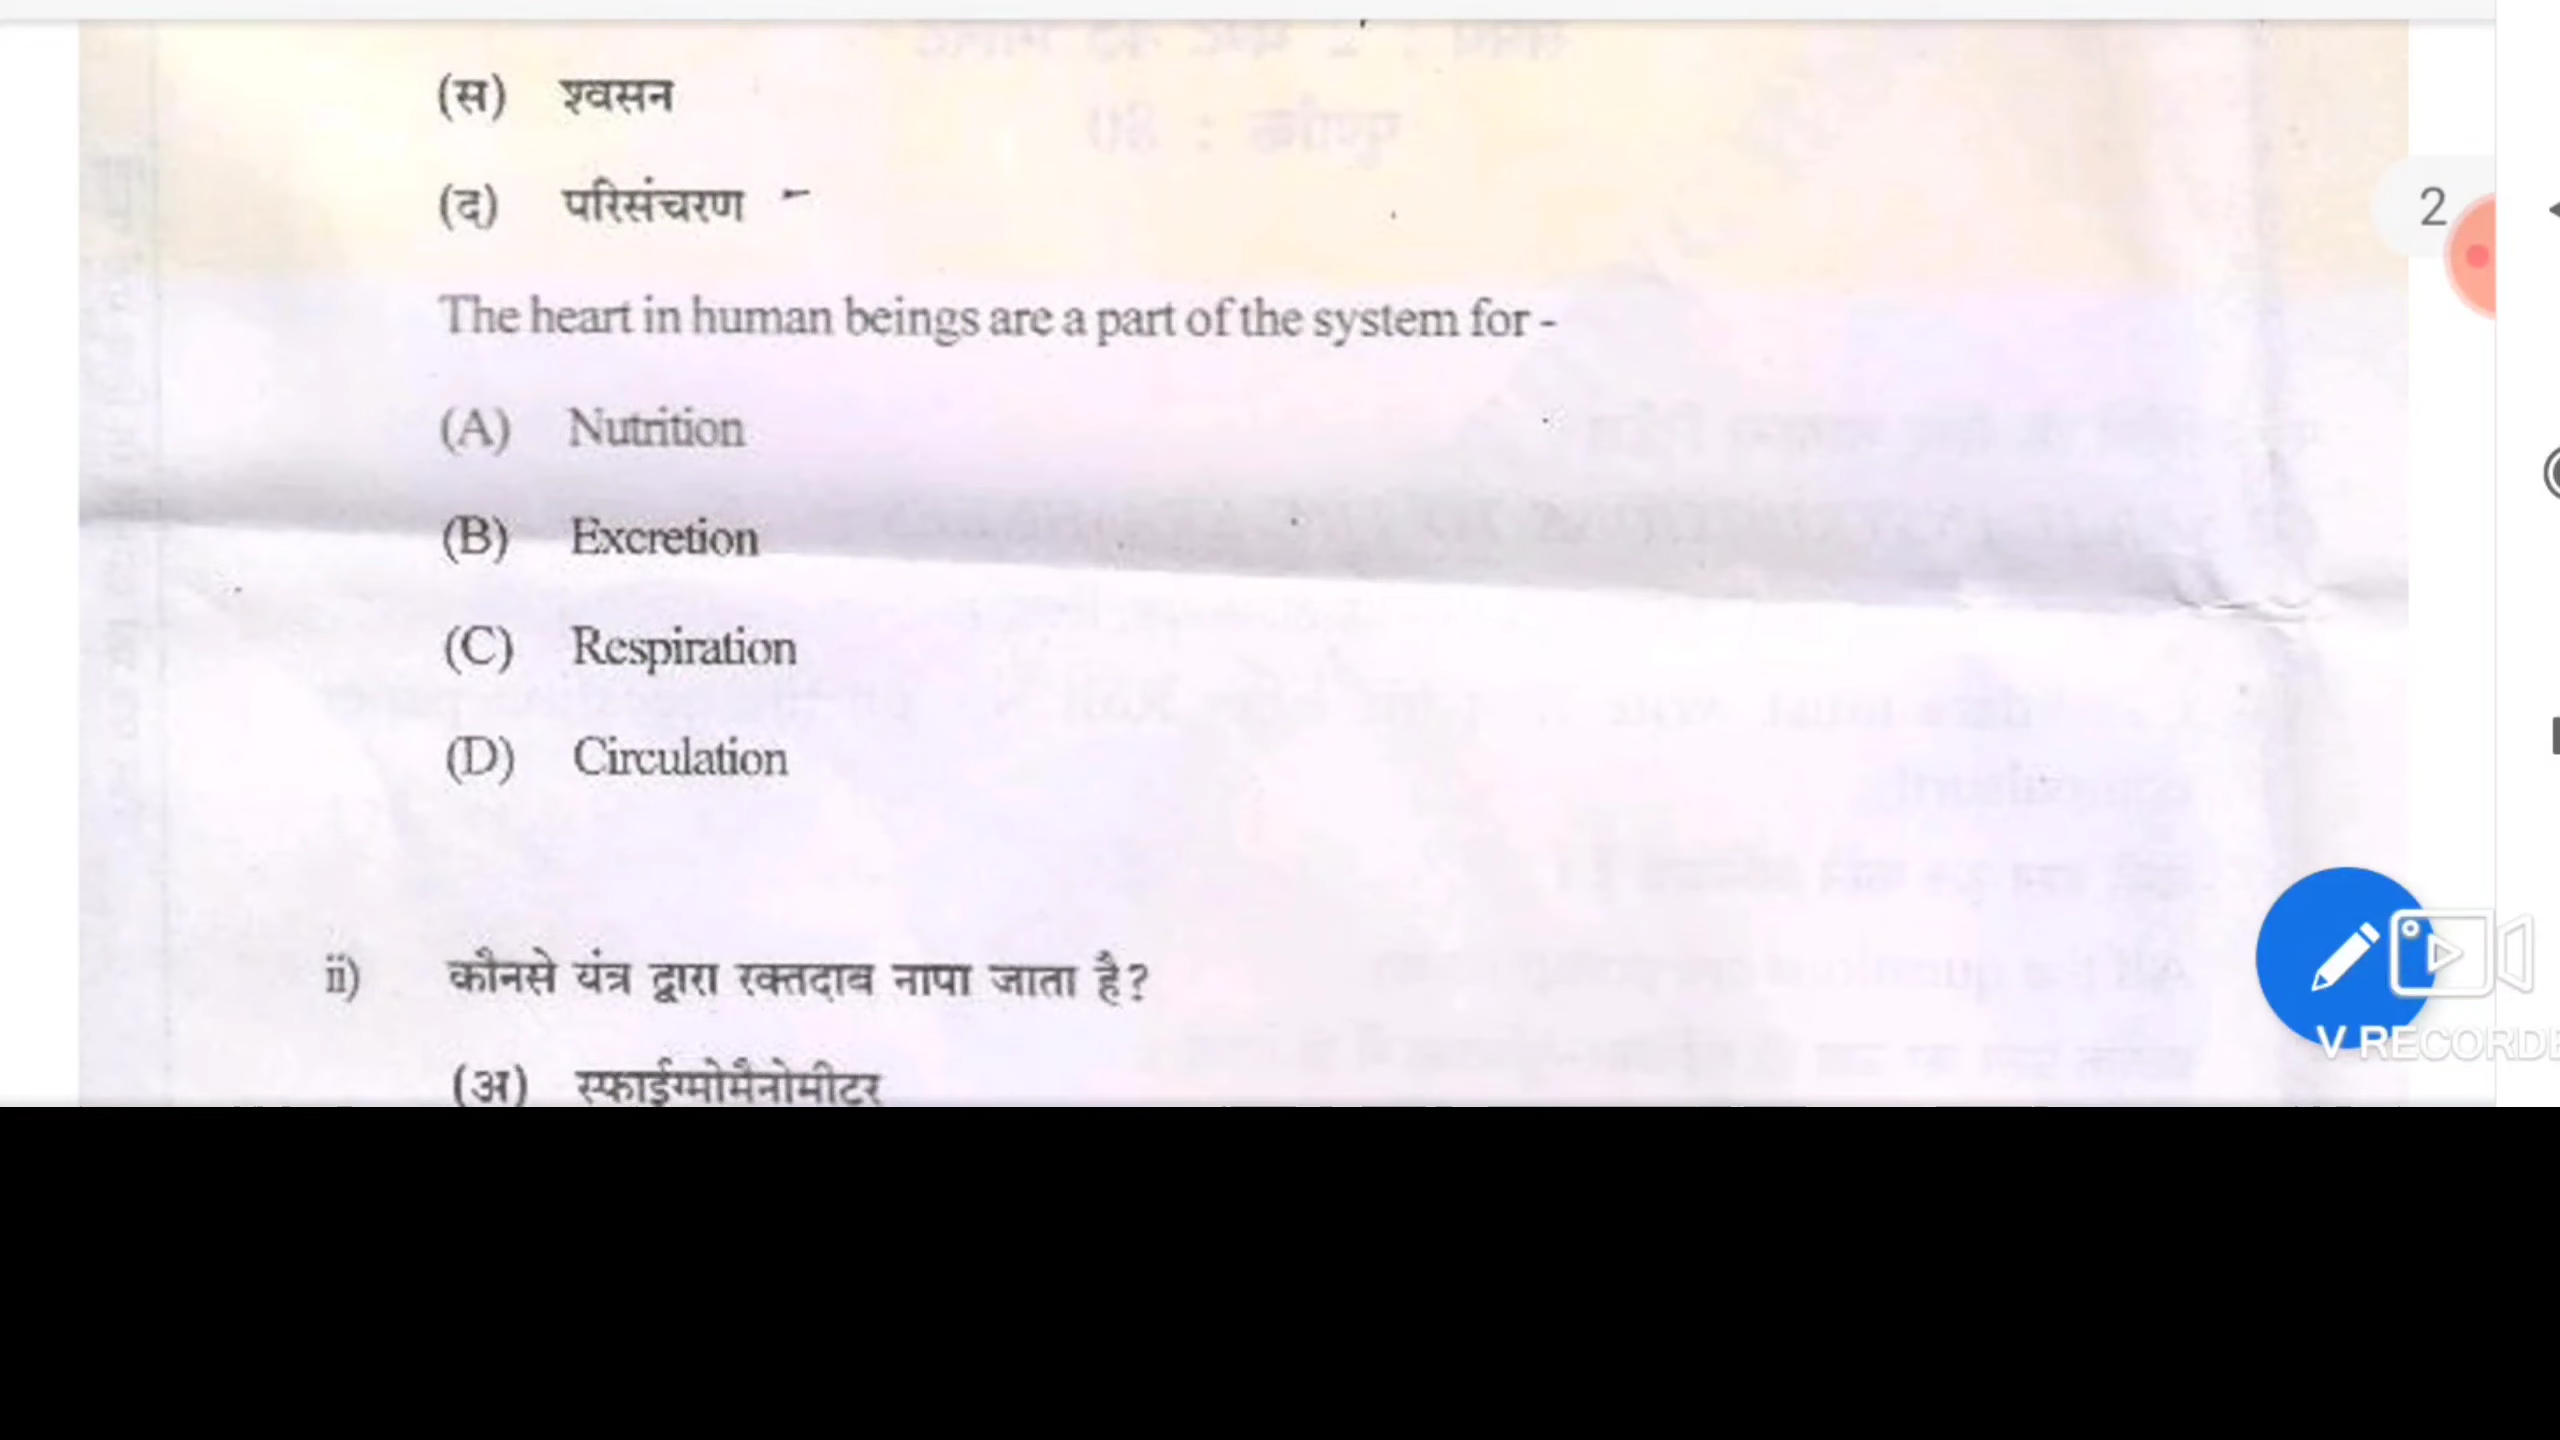 (स) श्वसन
(द) परिसंचरण
The heart in human beings are a part of the system for -
(A) Nutrition
(B) Excretion
(C) Respiration
(D) Circulation
ii) कौनसे यंत्र द्वारा रक्तदाब नापा जाता है?
(अ) स्फाईग्मोमैनोमीटर
2
V RECORDE